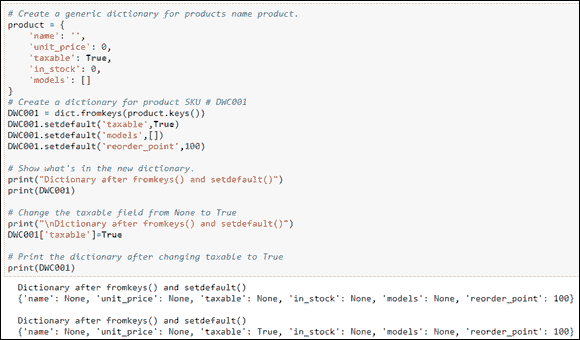 # Create a generic dictionary for products name product.
product = {
    'name': '',
    'unit_price': 0,
    'taxable': True,
    'in_stock': 0,
    'models': []
}
# Create a dictionary for product SKU # DWC001
DWC001 = dict.fromkeys(product.keys())
DWC001.setdefault('taxable',True)
DWC001.setdefault('models',[])
DWC001.setdefault('reorder_point',100)

# Show what's in the new dictionary.
print("Dictionary after fromkeys() and setdefault()")
print(DWC001)

# Change the taxable field from None to True
print("\nDictionary after fromkeys() and setdefault()")
DWC001['taxable']=True

# Print the dictionary after changing taxable to True
print(DWC001)

Dictionary after fromkeys() and setdefault()
{'name': None, 'unit_price': None, 'taxable': None, 'in_stock': None, 'models': None, 'reorder_point': 100}

Dictionary after fromkeys() and setdefault()
{'name': None, 'unit_price': None, 'taxable': True, 'in_stock': None, 'models': None, 'reorder_point': 100}